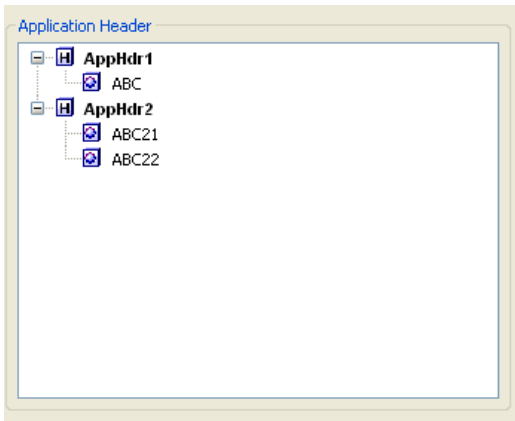 Application Header
H AppHdr1
ABC
H AppHdr2
ABC21
ABC22